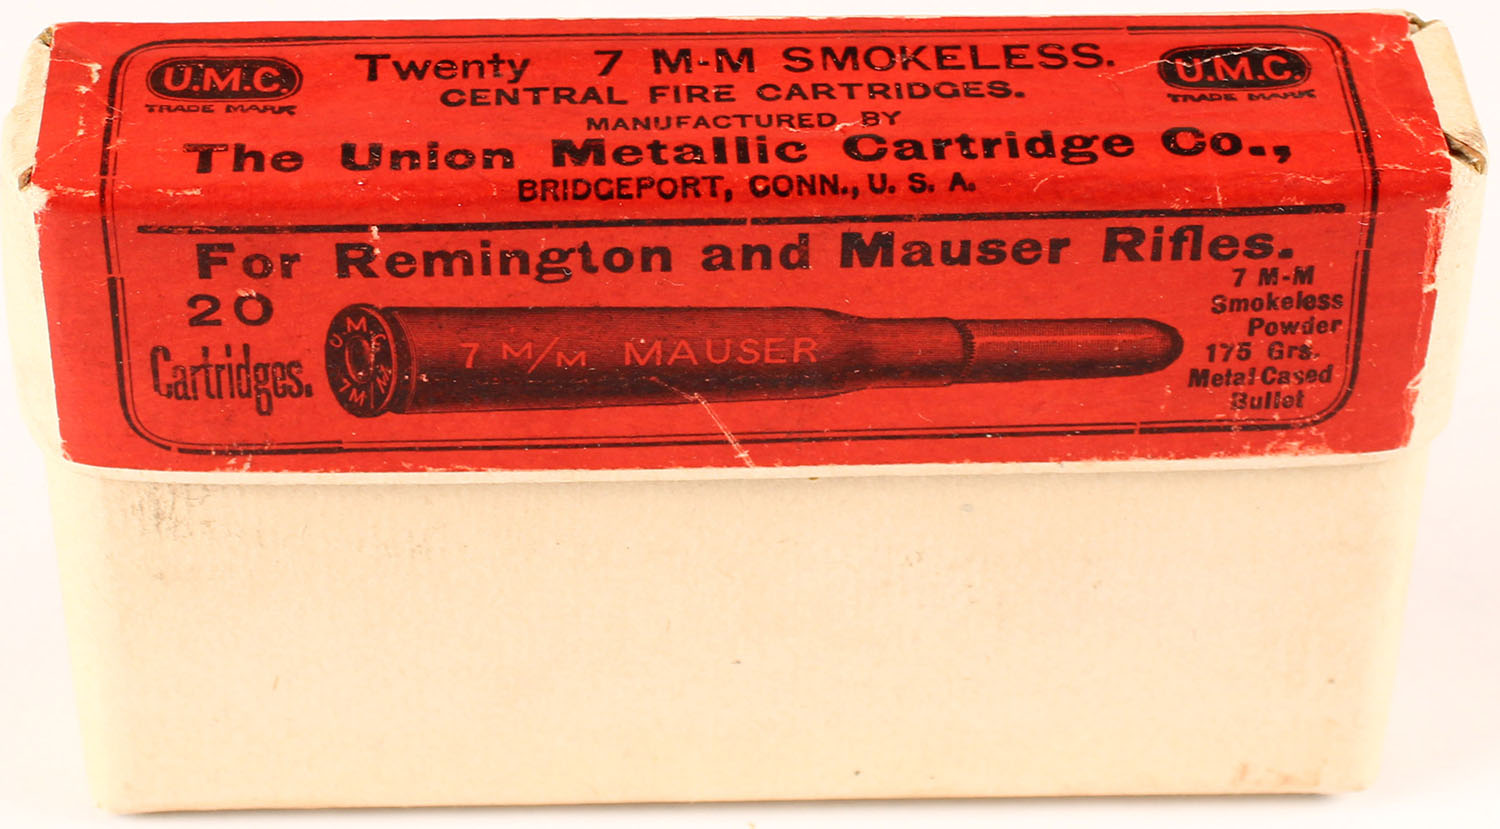 U.M.C.
TRADE MARK
Twenty 7 M-M SMOKELESS.
CENTRAL FIRE CARTRIDGES.
MANUFACTURED BY
The Union Metallic Cartridge Co.,
BRIDGEPORT, CONN., U. S. A.
U.M.C.
TRADE MARK
For Remington and Mauser Rifles.
20
Cartridges.
U.M.C.
7 M M
7 M/M MAUSER
7 M-M
Smokeless
Powder
175 Grs.
Metal Cased
Bullet